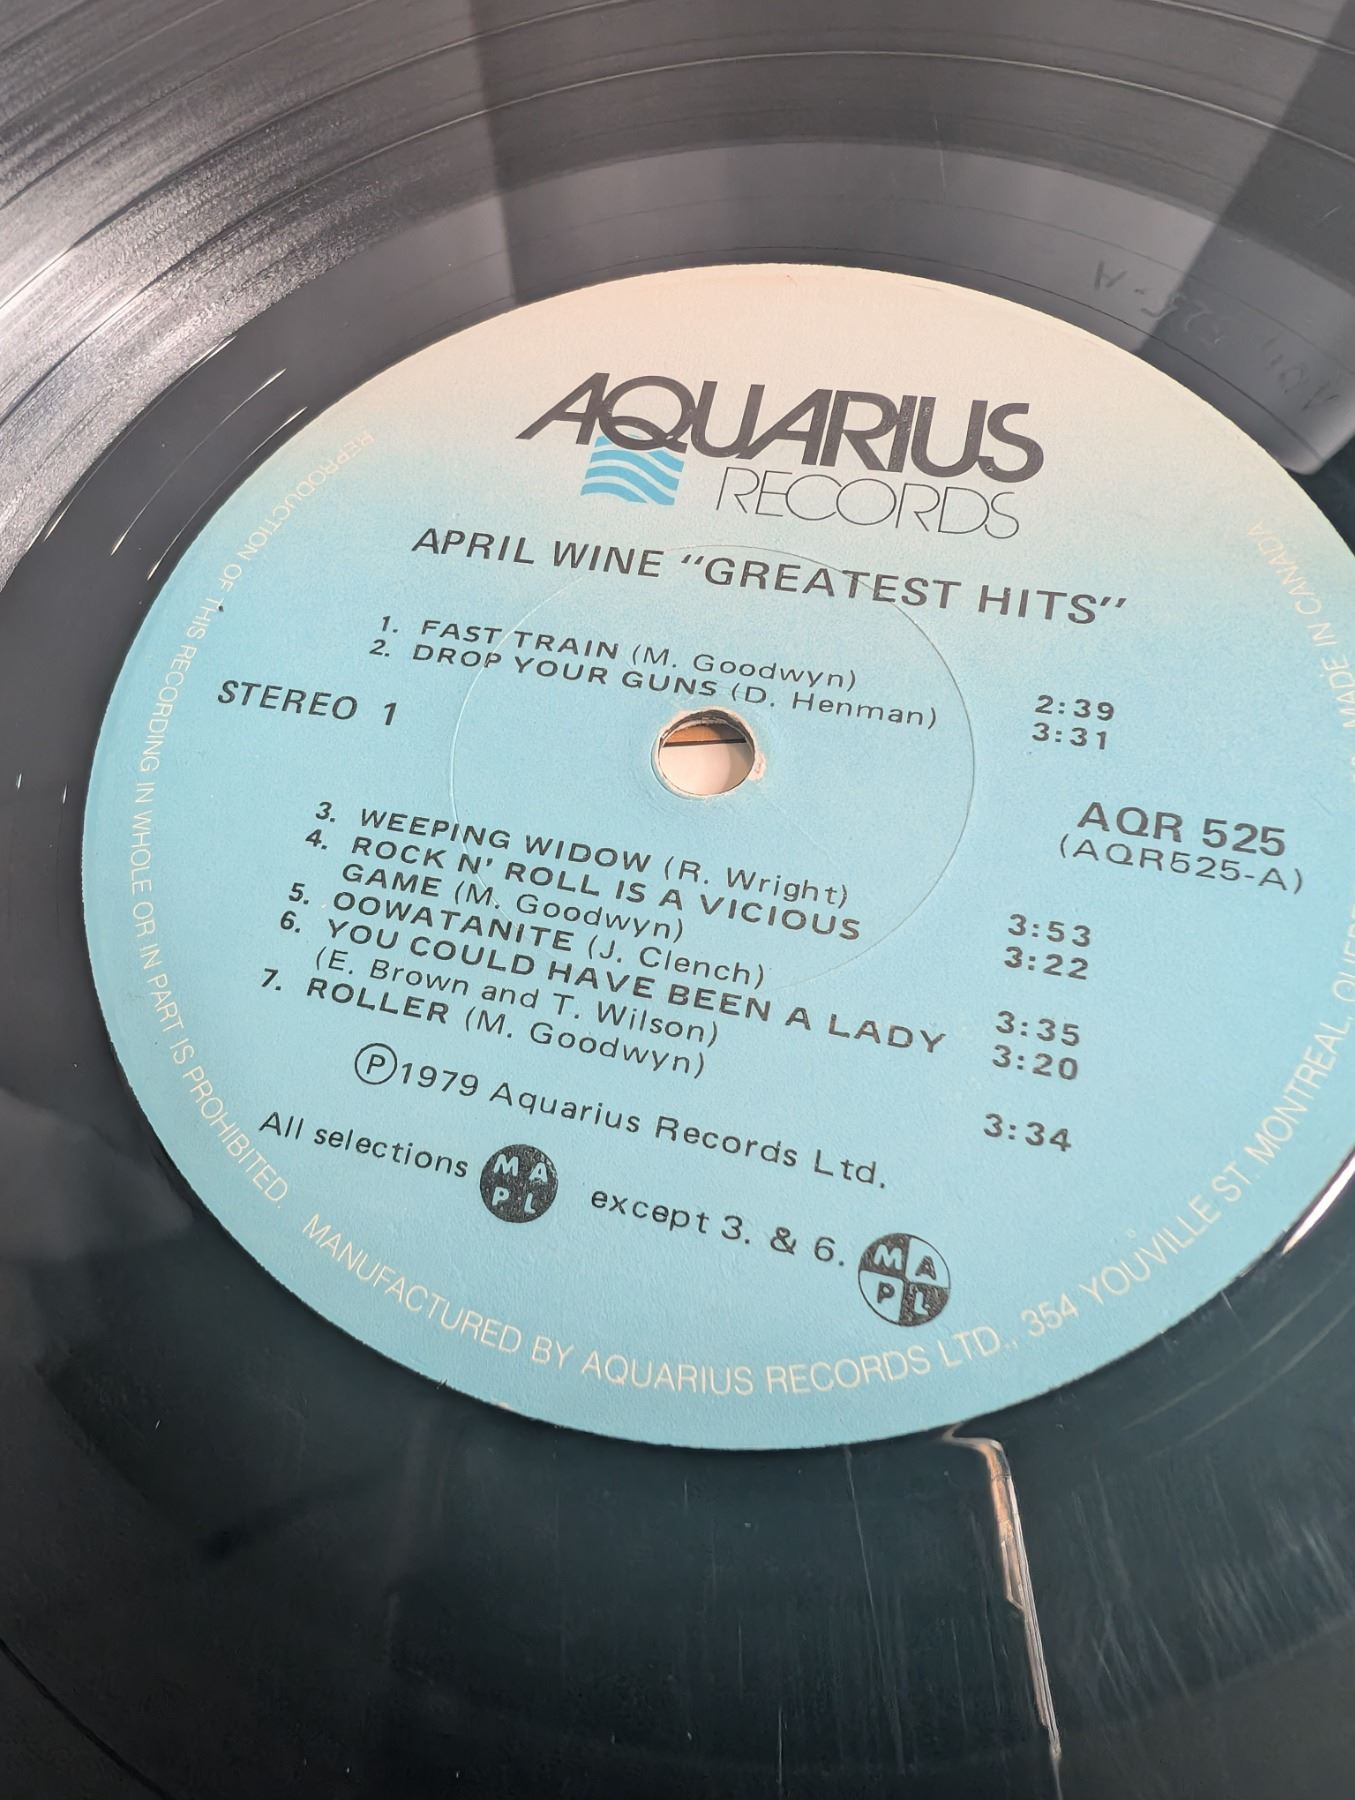 AQUARIUS
RECORDS
APRIL WINE “GREATEST HITS”
1. FAST TRAIN (M. Goodwyn) 2:39
2. DROP YOUR GUNS (D. Henman) 3:31
STEREO 1
AQR 525
(AQR525-A)
3. WEEPING WIDOW (R. Wright) 3:53
4. ROCK N' ROLL IS A VICIOUS 3:22
GAME (M. Goodwyn)
5. OOWATANITE (J. Clench) 3:35
6. YOU COULD HAVE BEEN A LADY 3:20
(E. Brown and T. Wilson)
7. ROLLER (M. Goodwyn) 3:34
Ⓟ1979 Aquarius Records Ltd.
All selections MAPL except 3. & 6. MAPL
REPRODUCTION OF THIS RECORDING IN WHOLE OR IN PART IS PROHIBITED. MANUFACTURED BY AQUARIUS RECORDS LTD., 354 YOUVILLE ST. MONTREAL, MADE IN CANADA